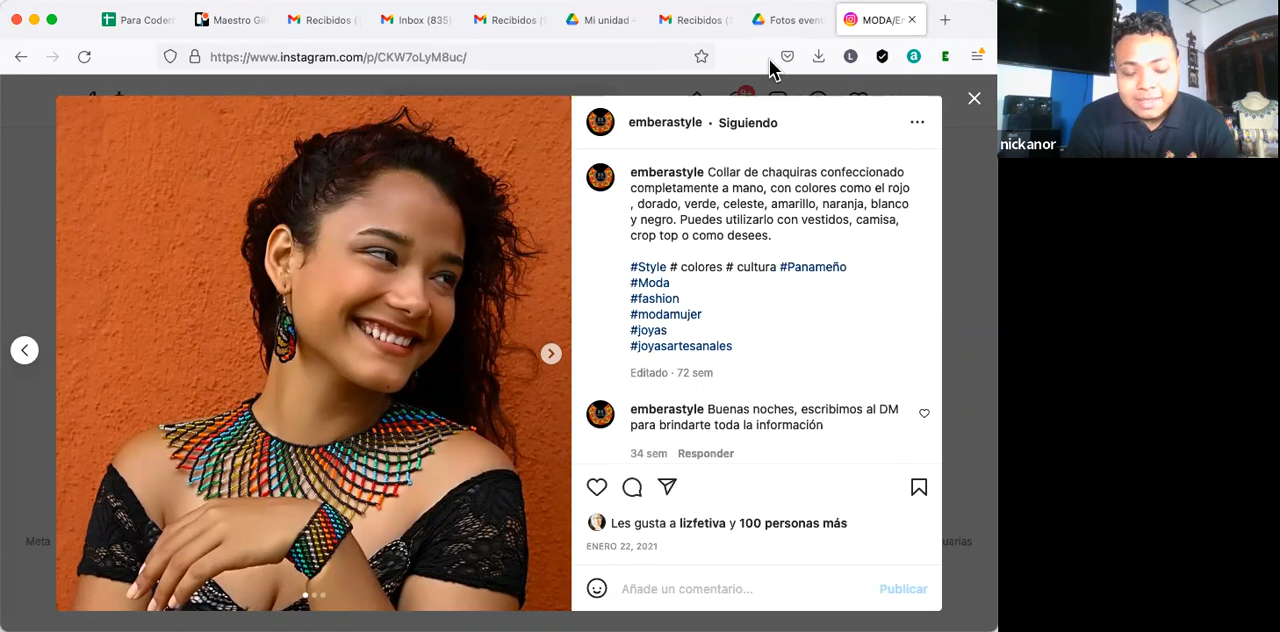 Para Codern
Maestro Gil
Recibidos (
Inbox (835)
Recibidos (
Mi unidad -
Recibidos (
Fotos event
MODA/En
https://www.instagram.com/p/CKW7oLyM8uc/
nickanor
emberastyle • Siguiendo
emberastyle Collar de chaquiras confeccionado
completamente a mano, con colores como el rojo
, dorado, verde, celeste, amarillo, naranja, blanco
y negro. Puedes utilizarlo con vestidos, camisa,
crop top o como desees.
#Style # colores # cultura #Panameño
#Moda
#fashion
#modamujer
#joyas
#joyasartesanales
Editado · 72 sem
emberastyle Buenas noches, escribimos al DM
para brindarte toda la información
34 sem Responder
Les gusta a lizfetiva y 100 personas más
Meta
uarias
ENERO 22, 2021
Añade un comentario...
Publicar